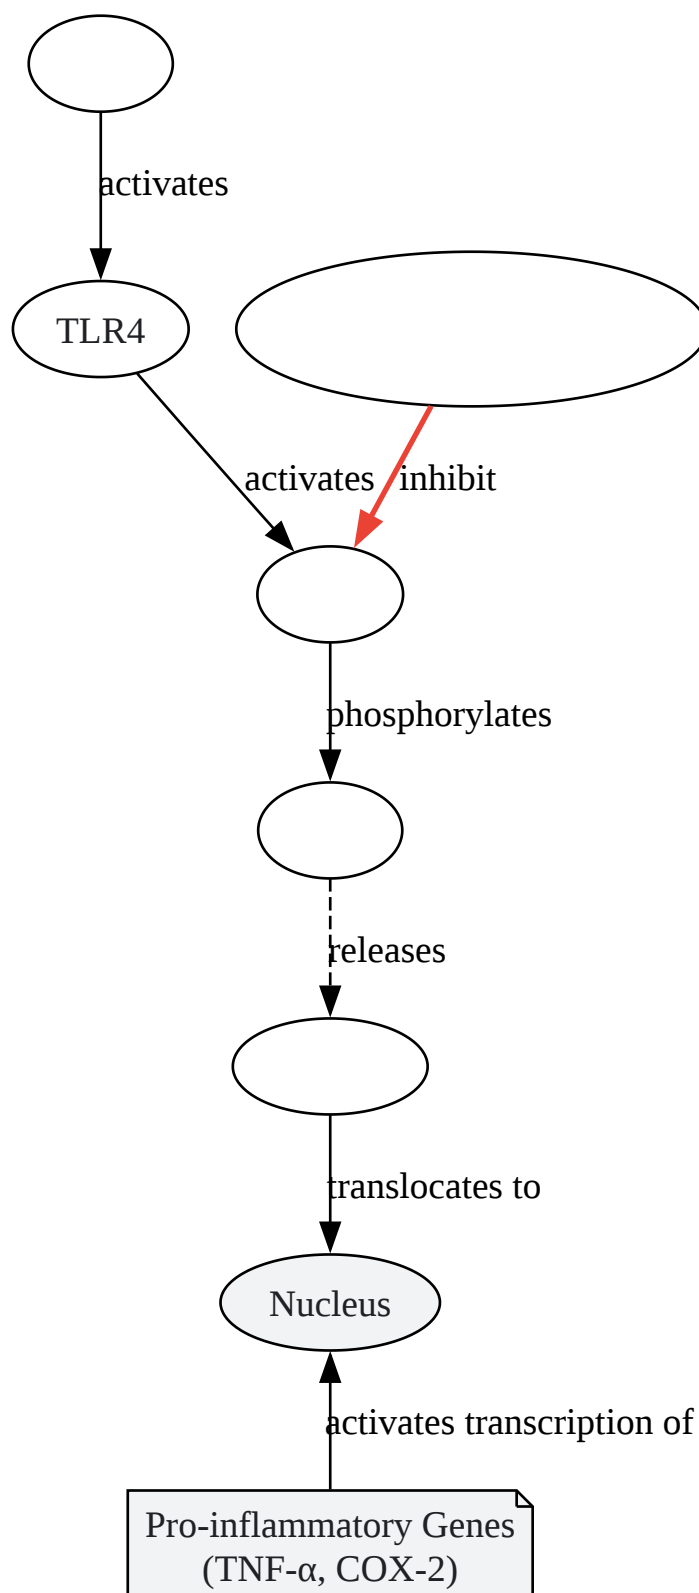 activates
TLR4
activates
inhibit
phosphorylates
releases
translocates to
Nucleus
activates transcription of
Pro-inflammatory Genes
(TNF-α, COX-2)